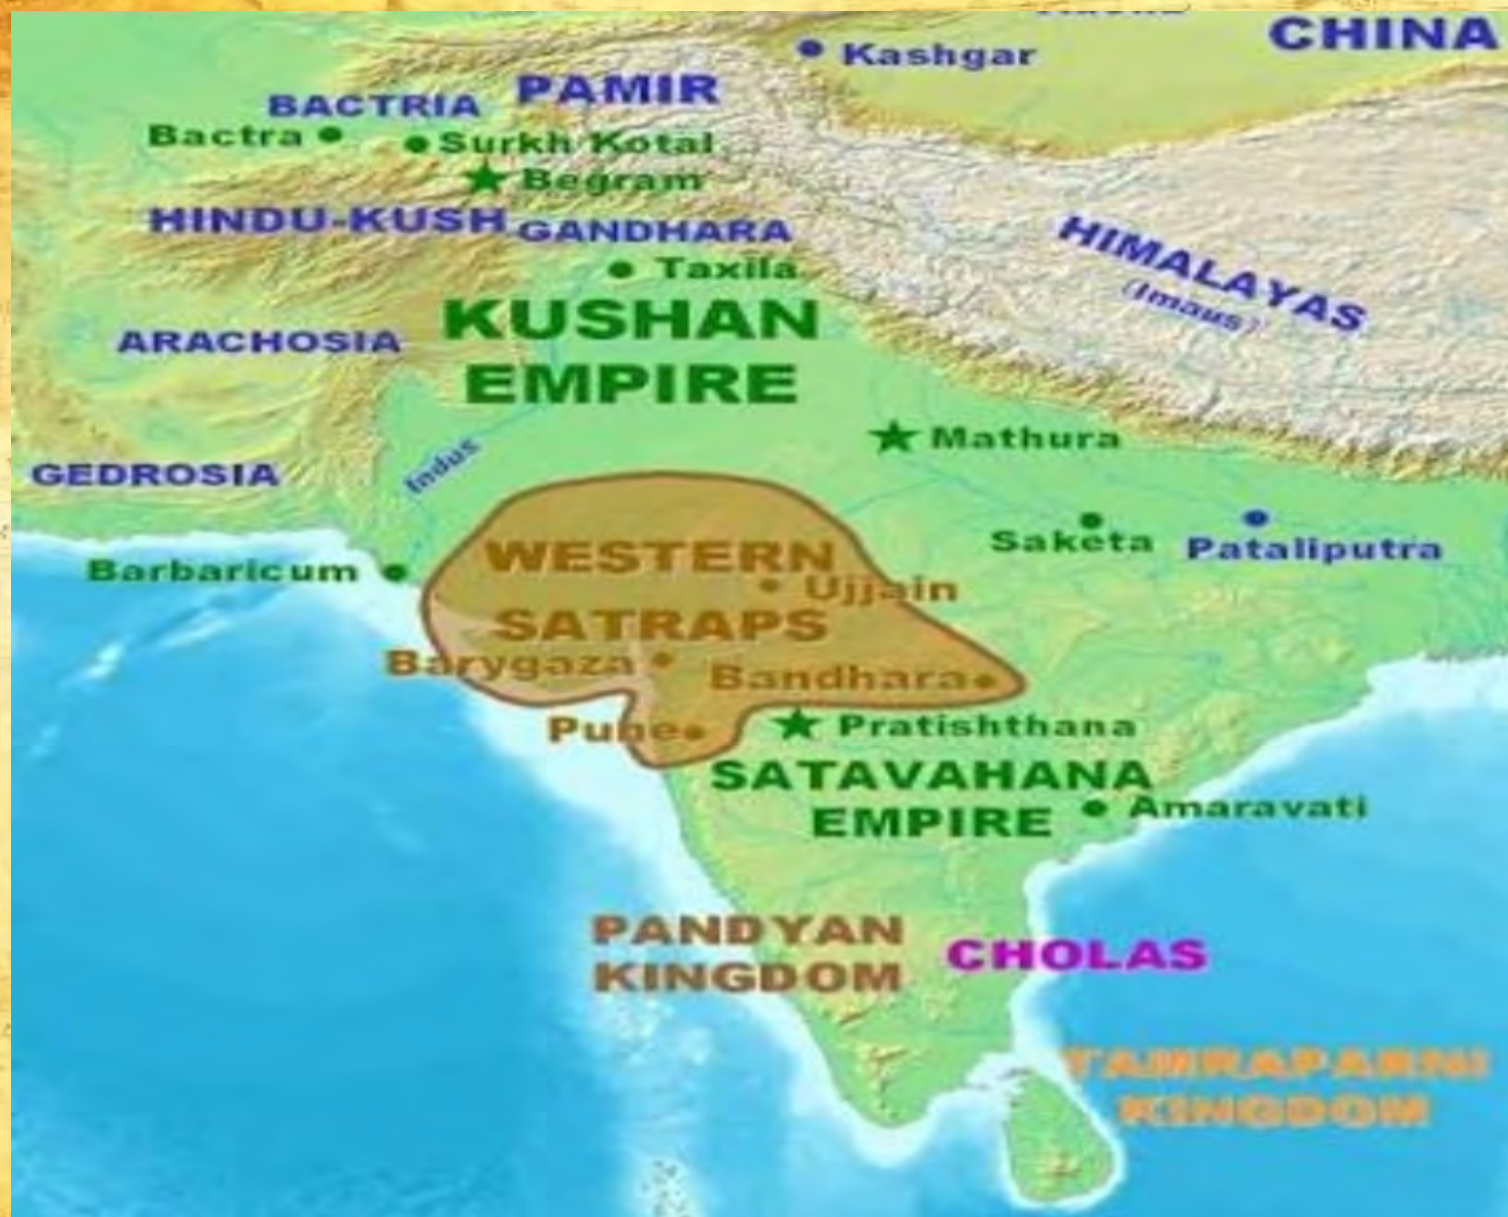 CHINA
Kashgar
PAMIR
BACTRIA
Bactra
Surkh Kotal
Begram
HINDU-KUSH
GANDHARA
HIMALAYAS
(Imaus)
Taxila
KUSHAN
EMPIRE
ARACHOSIA
Mathura
Indus
GEDROSIA
Saketa
Pataliputra
WESTERN
Barbaricum
Ujjain
SATRAPS
Barygaza
Bandhara
Pune
Pratishthana
SATAVAHANA
EMPIRE
Amaravati
PANDYAN
KINGDOM
CHOLAS
TAMRAPARNI
KINGDOM